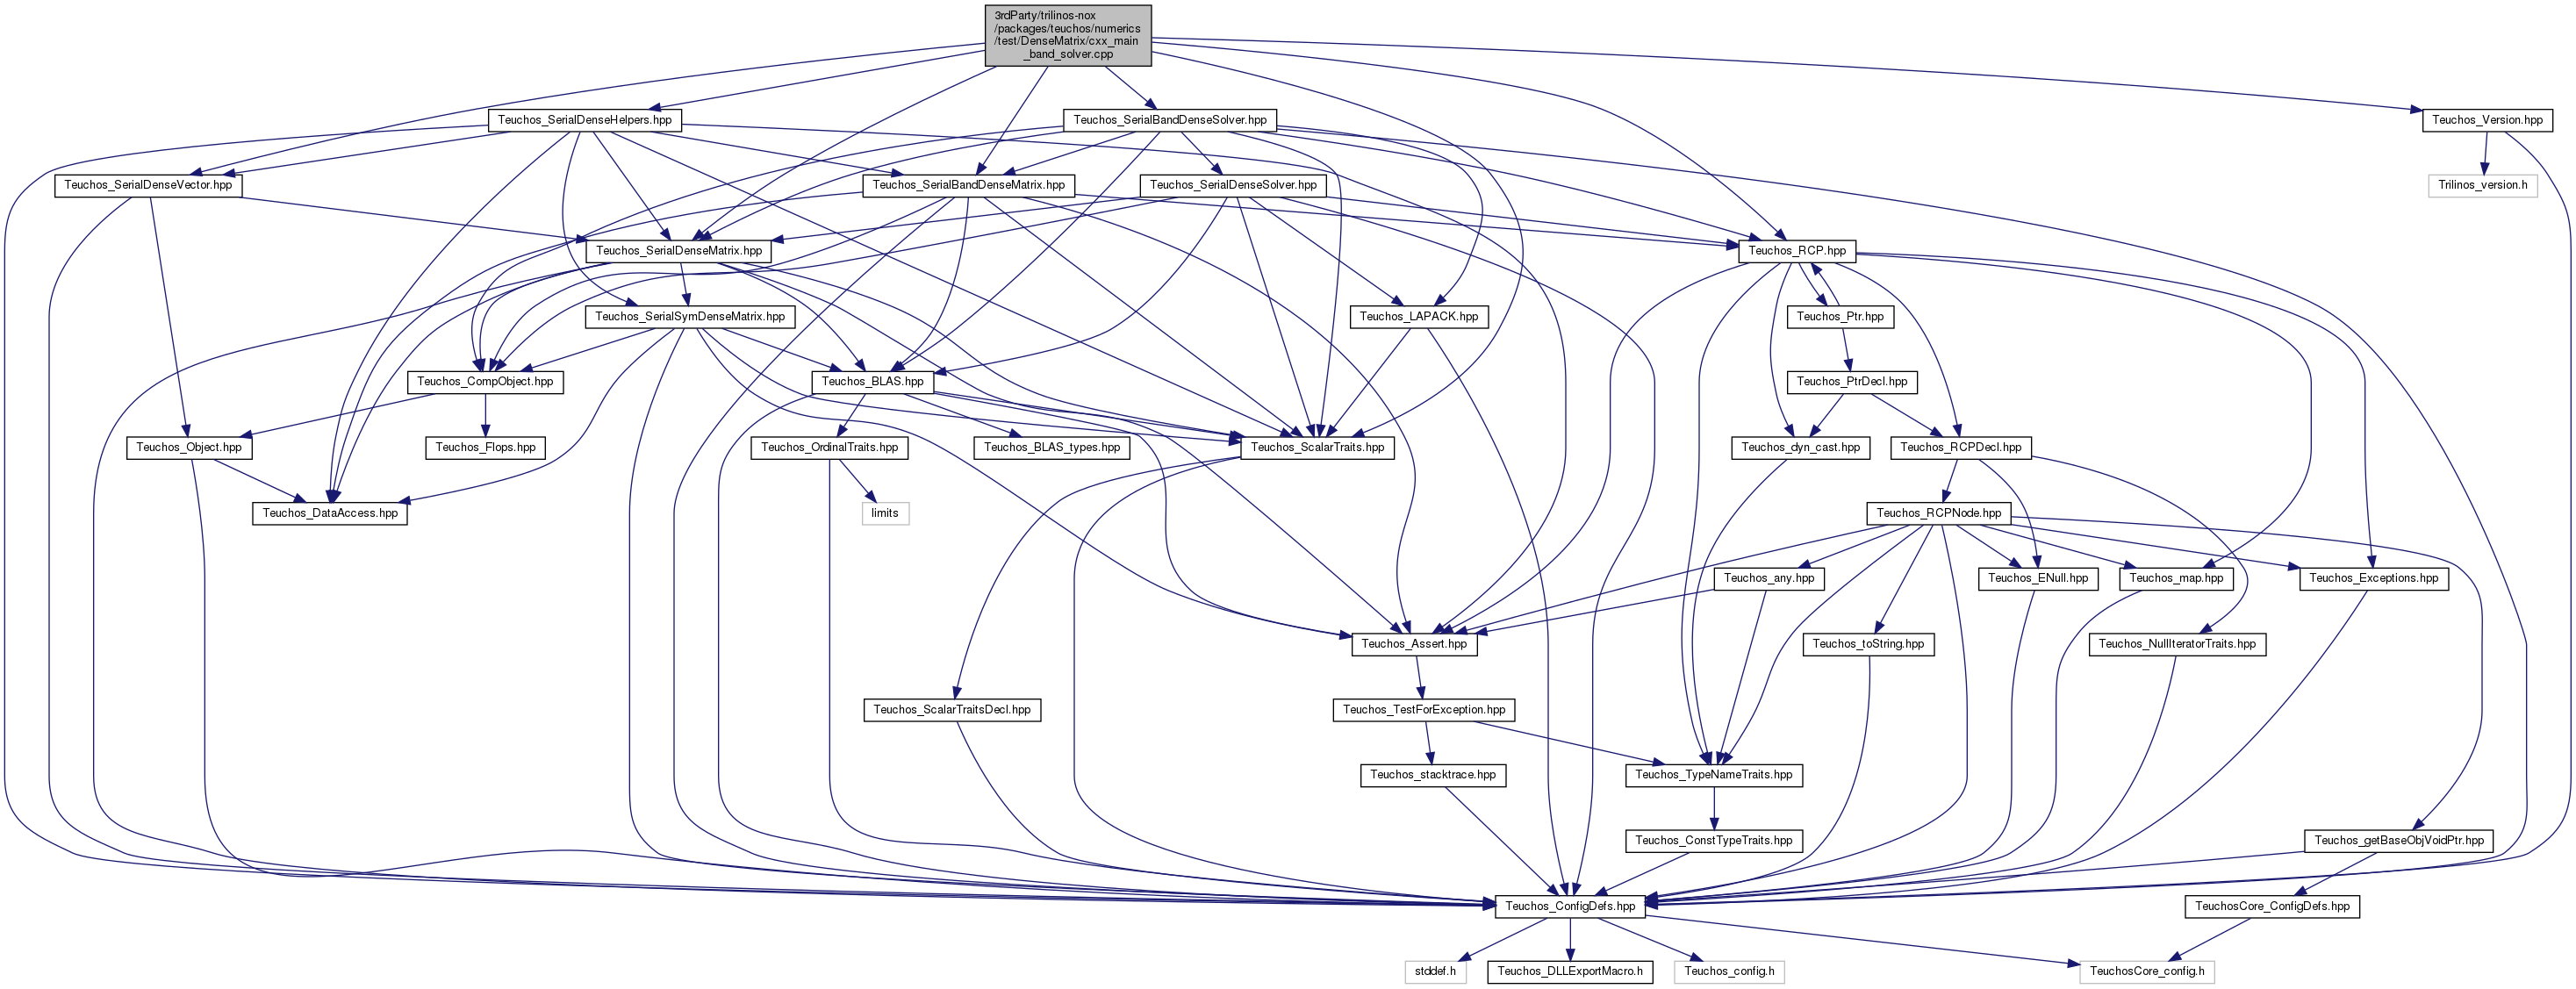 3rdParty/trilinos-nox
/packages/teuchos/numerics
/test/DenseMatrix/cxx_main
_band_solver.cpp
Teuchos_SerialDenseHelpers.hpp
Teuchos_SerialBandDenseSolver.hpp
Teuchos_Version.hpp
Teuchos_SerialDenseVector.hpp
Teuchos_SerialBandDenseMatrix.hpp
Teuchos_SerialDenseSolver.hpp
Trilinos_version.h
Teuchos_SerialDenseMatrix.hpp
Teuchos_RCP.hpp
Teuchos_SerialSymDenseMatrix.hpp
Teuchos_LAPACK.hpp
Teuchos_Ptr.hpp
Teuchos_CompObject.hpp
Teuchos_BLAS.hpp
Teuchos_PtrDecl.hpp
Teuchos_Object.hpp
Teuchos_Flops.hpp
Teuchos_OrdinalTraits.hpp
Teuchos_BLAS_types.hpp
Teuchos_ScalarTraits.hpp
Teuchos_dyn_cast.hpp
Teuchos_RCPDecl.hpp
Teuchos_DataAccess.hpp
limits
Teuchos_RCPNode.hpp
Teuchos_any.hpp
Teuchos_ENull.hpp
Teuchos_map.hpp
Teuchos_Exceptions.hpp
Teuchos_Assert.hpp
Teuchos_toString.hpp
Teuchos_NullIteratorTraits.hpp
Teuchos_ScalarTraitsDecl.hpp
Teuchos_TestForException.hpp
Teuchos_stacktrace.hpp
Teuchos_TypeNameTraits.hpp
Teuchos_ConstTypeTraits.hpp
Teuchos_getBaseObjVoidPtr.hpp
Teuchos_ConfigDefs.hpp
TeuchosCore_ConfigDefs.hpp
stddef.h
Teuchos_DLLExportMacro.h
Teuchos_config.h
TeuchosCore_config.h